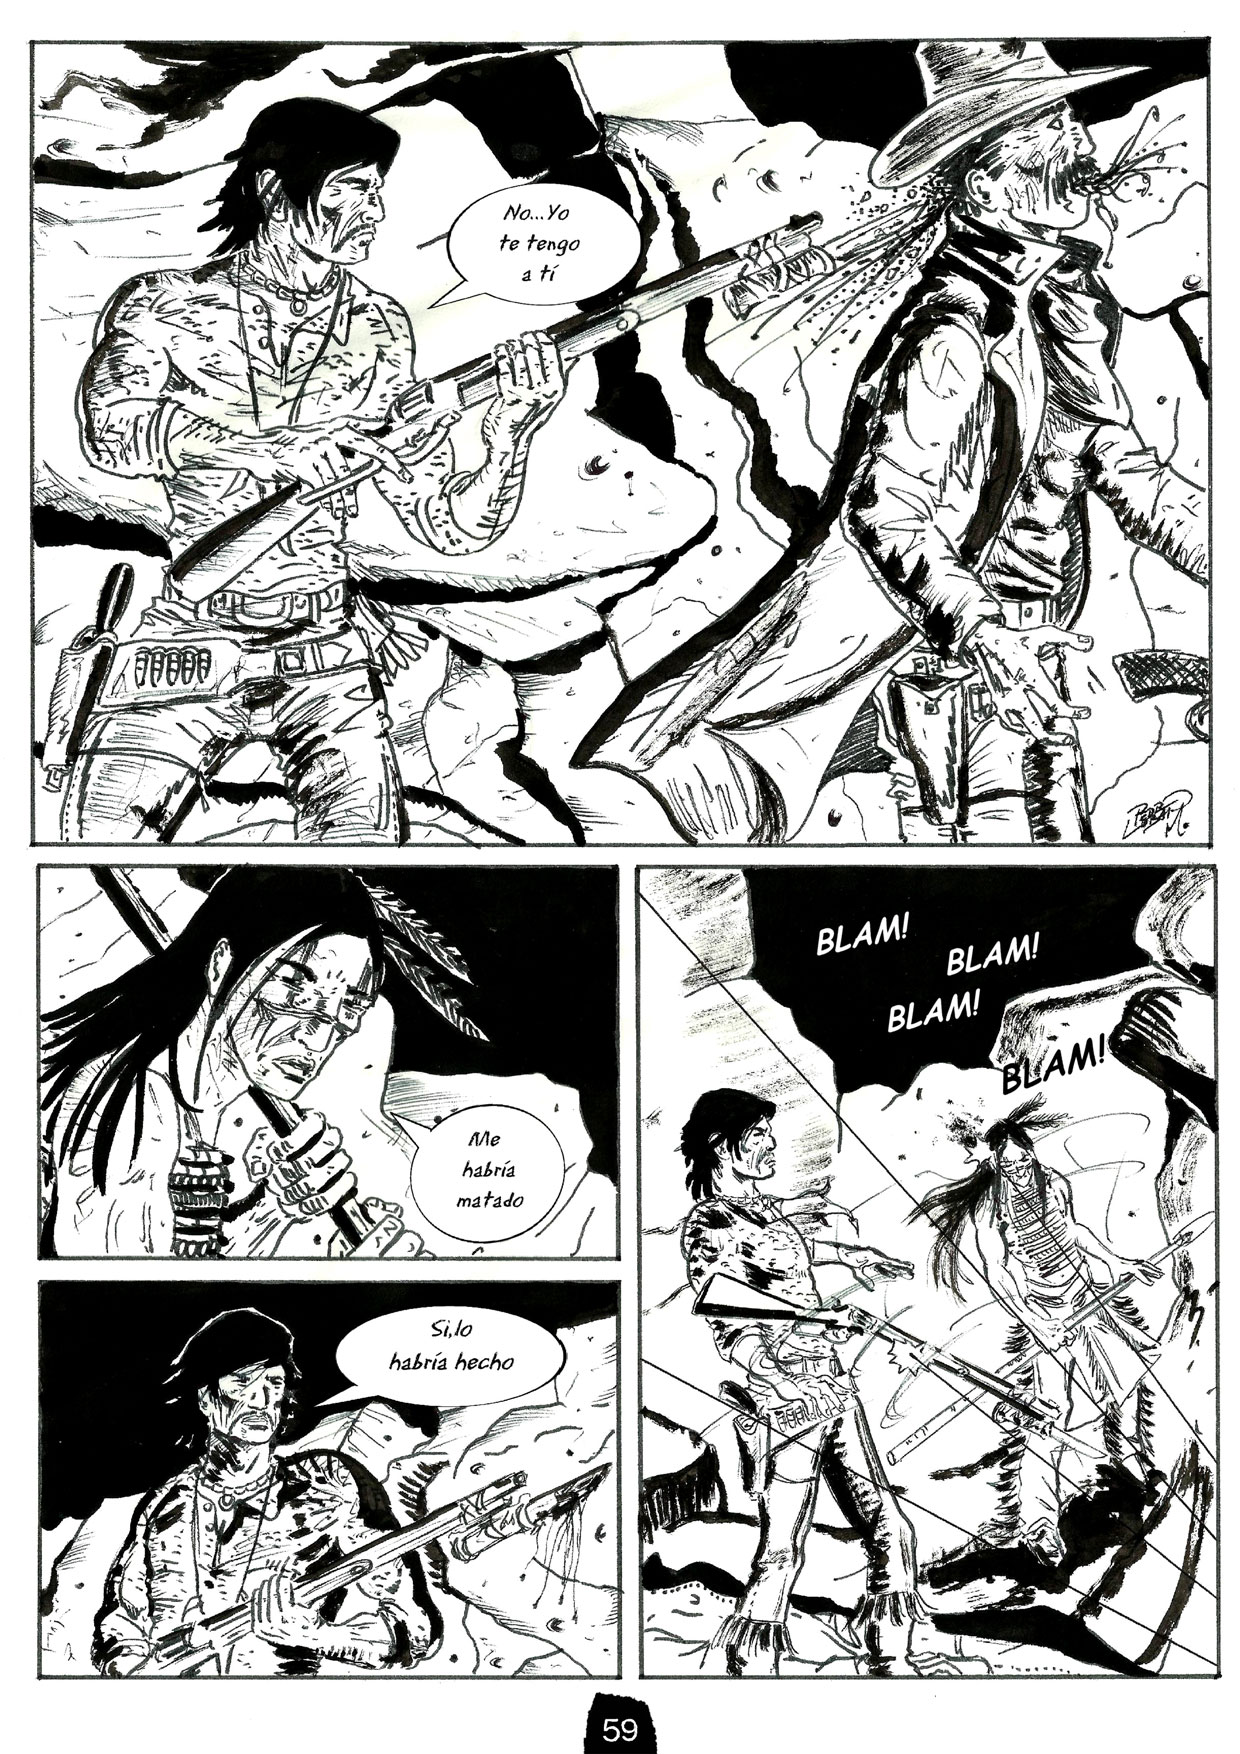 No...Yo
te tengo
a tí
Me
habría
matado
Si,lo
habría hecho
BLAM!
BLAM!
BLAM!
BLAM!
59